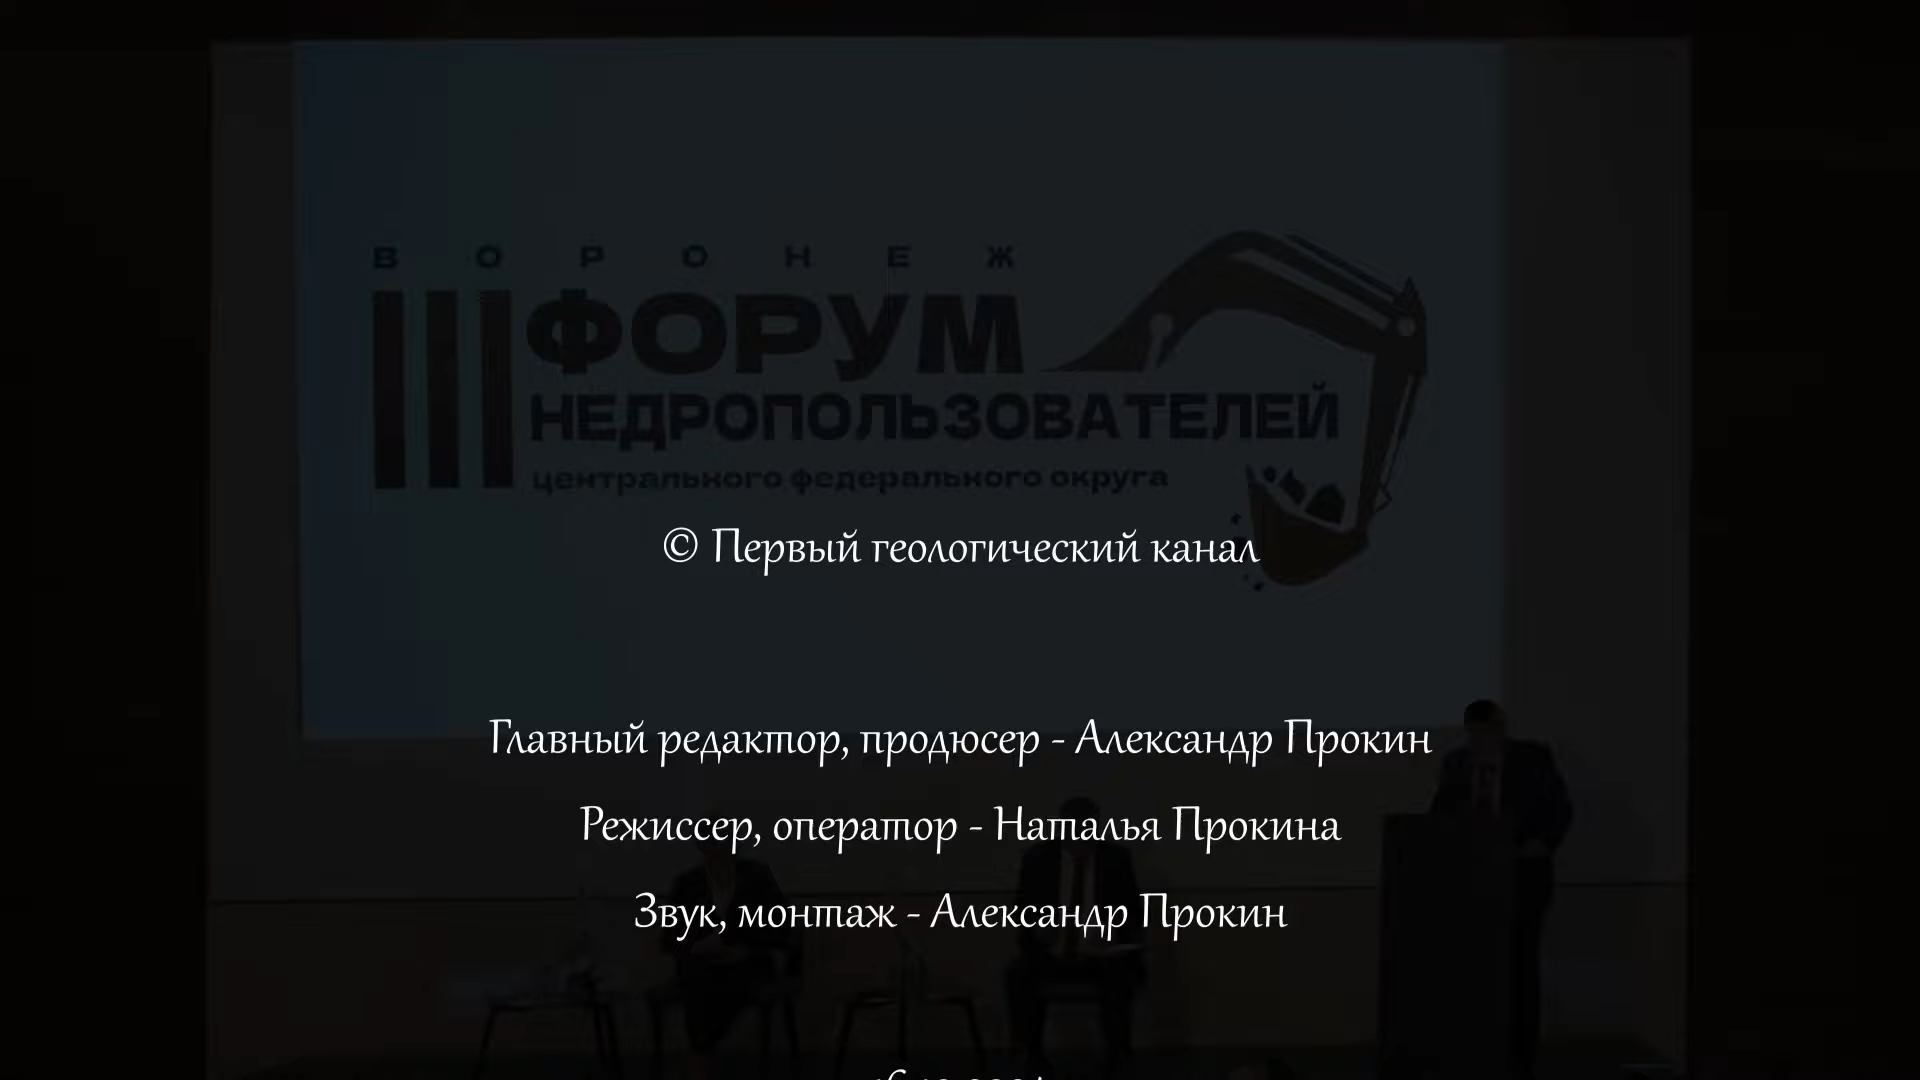 ВОРОНЕЖ
III ФОРУМ
НЕДРОПОЛЬЗОВАТЕЛЕЙ
центрального федерального округа
© Первый геологический канал
Главный редактор, продюсер - Александр Прокин
Режиссер, оператор - Наталья Прокина
Звук, монтаж - Александр Прокин